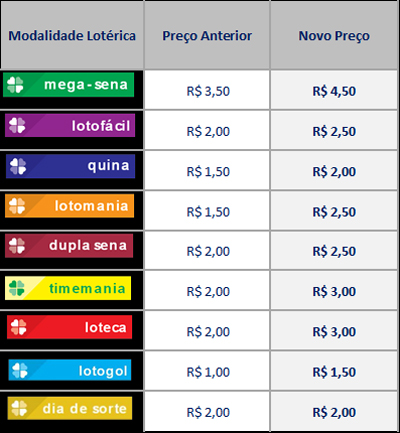 Modalidade Lotérica Preço Anterior Novo Preço
mega-sena R$ 3,50 R$ 4,50
lotofácil R$ 2,00 R$ 2,50
quina R$ 1,50 R$ 2,00
lotomania R$ 1,50 R$ 2,50
dupla sena R$ 2,00 R$ 2,50
timemania R$ 2,00 R$ 3,00
loteca R$ 2,00 R$ 3,00
lotogol R$ 1,00 R$ 1,50
dia de sorte R$ 2,00 R$ 2,00